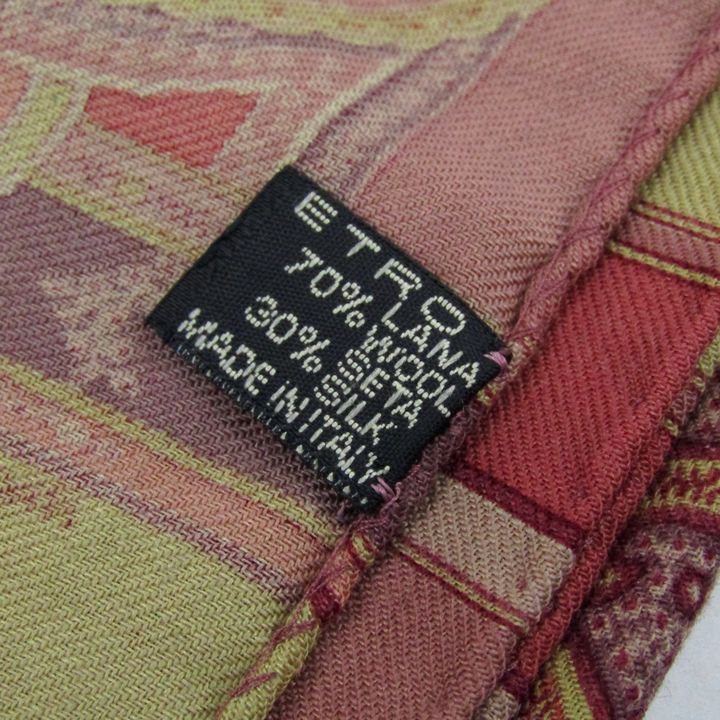 ETRO
70% LANA
WOOL
30% SETA
SILK
MADE IN ITALY